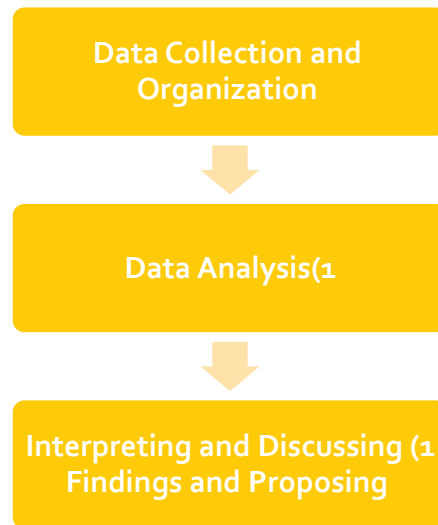 Data Collection and
Organization
Data Analysis(1
Interpreting and Discussing (1
Findings and Proposing